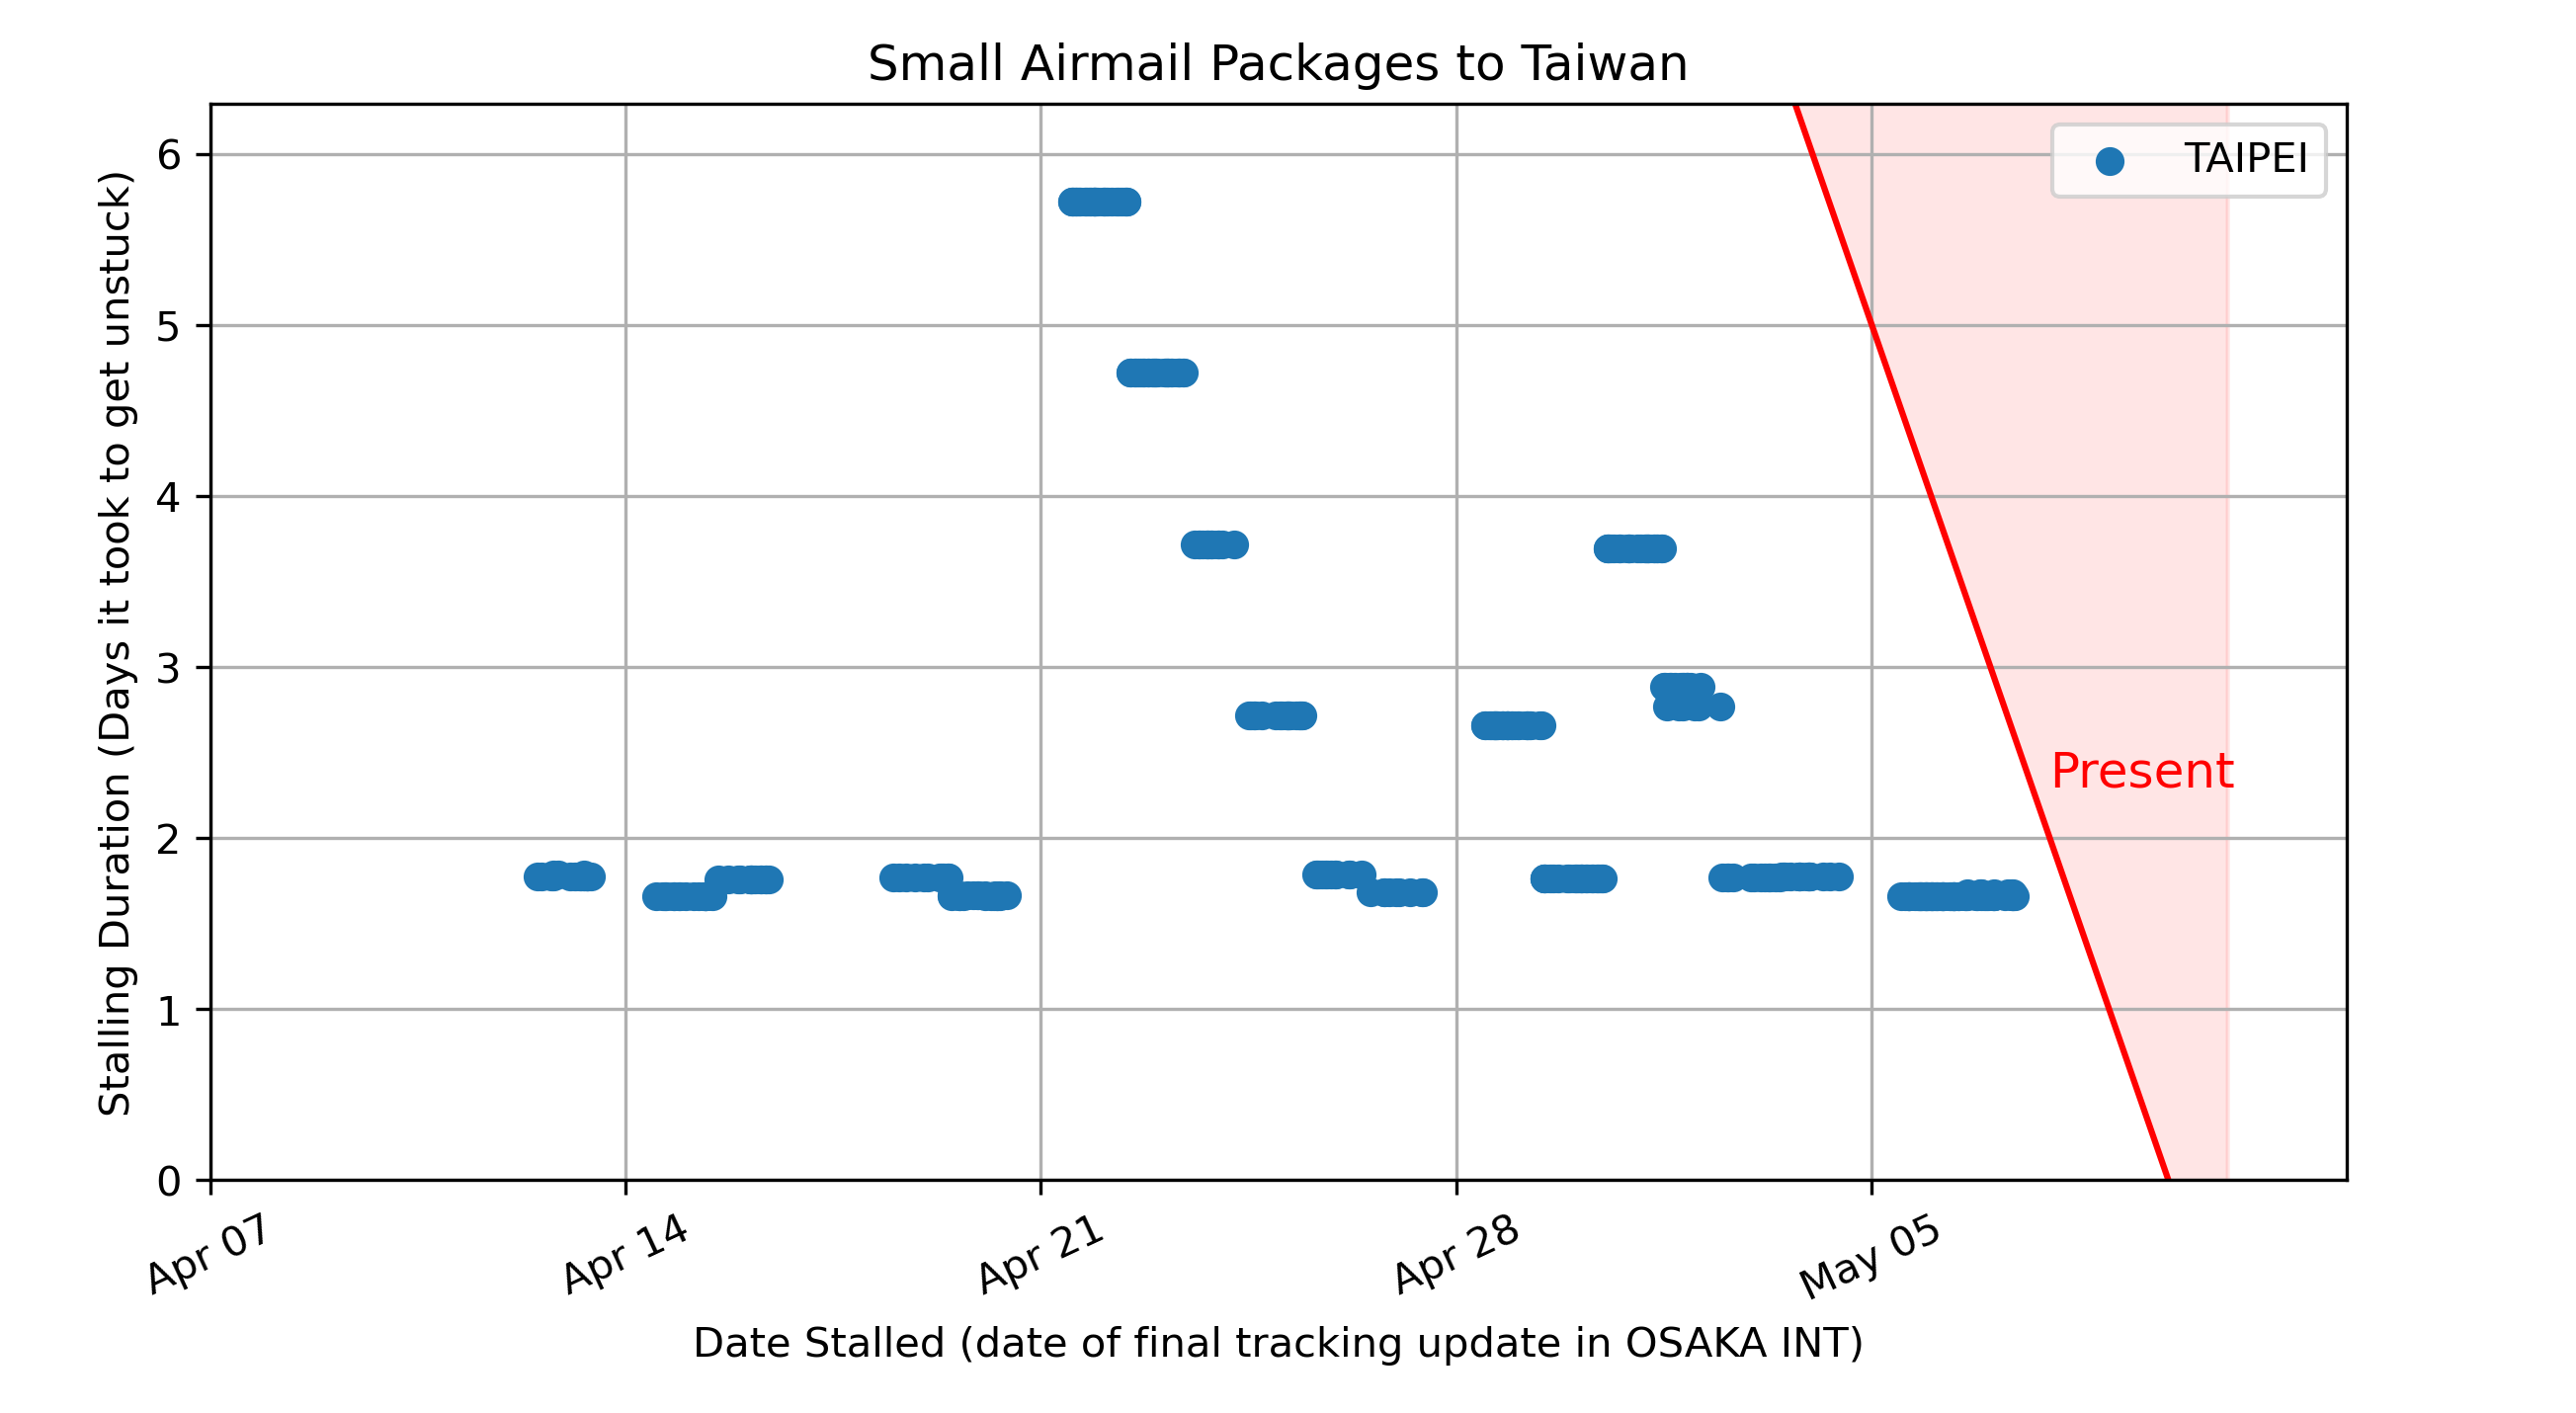 Small Airmail Packages to Taiwan
TAIPEI
Stalling Duration (Days it took to get unstuck)
6
5
4
3
2
1
0
Present
Apr 07
Apr 14
Apr 21
Apr 28
May 05
Date Stalled (date of final tracking update in OSAKA INT)